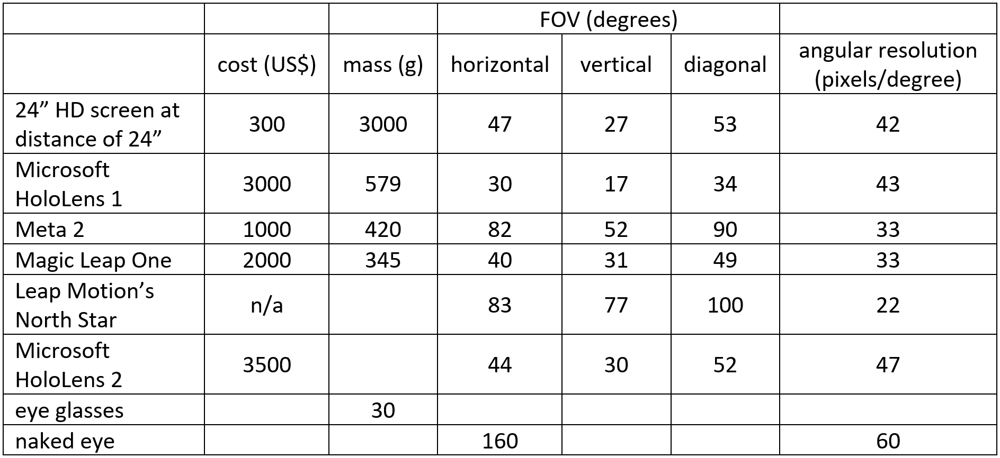 FOV (degrees)
cost (US$) mass (g) horizontal vertical diagonal angular resolution
(pixels/degree)
24” HD screen at
distance of 24” 300 3000 47 27 53 42
Microsoft
HoloLens 1 3000 579 30 17 34 43
Meta 2 1000 420 82 52 90 33
Magic Leap One 2000 345 40 31 49 33
Leap Motion’s
North Star n/a 83 77 100 22
Microsoft
HoloLens 2 3500 44 30 52 47
eye glasses 30
naked eye 160 60